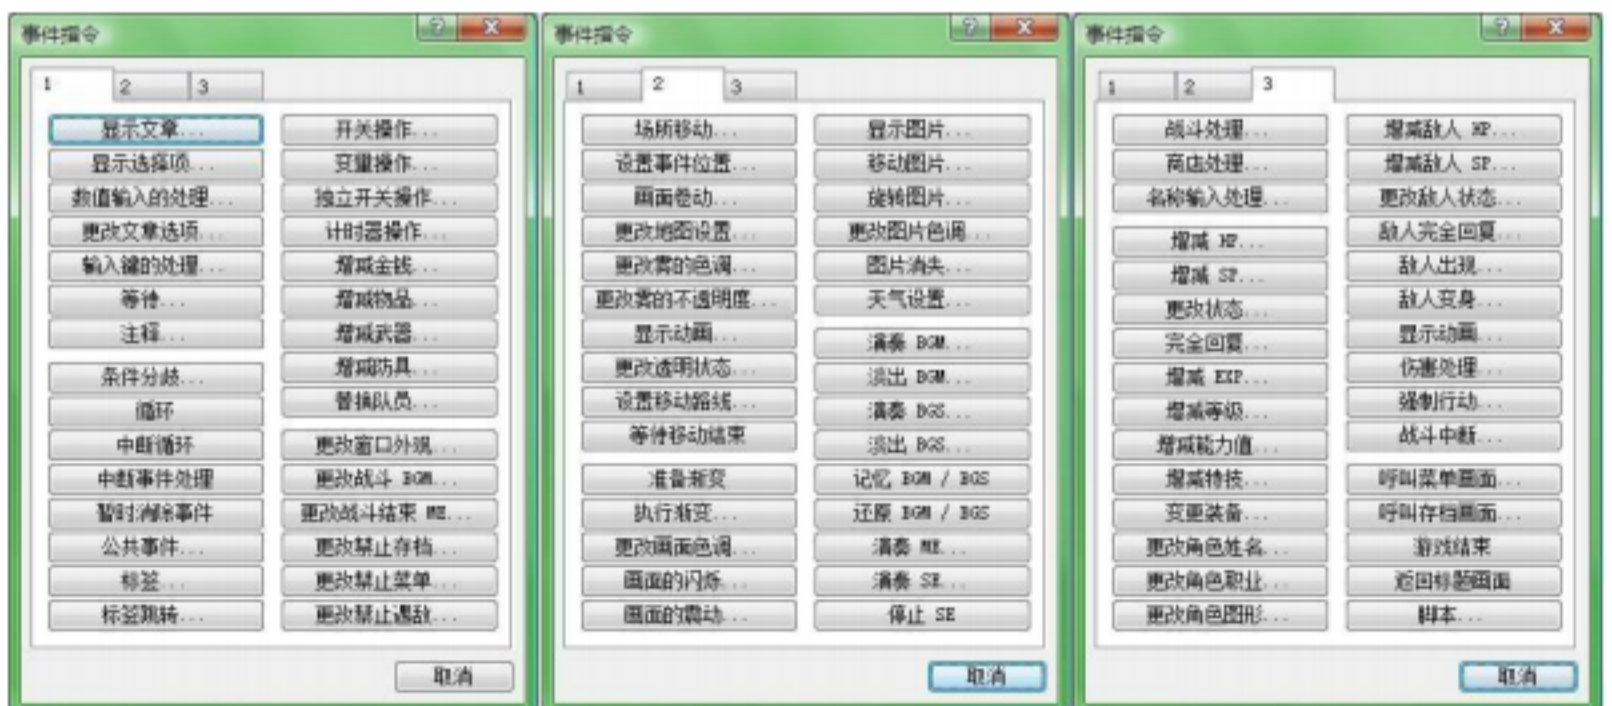 事件指令
1 2 3
显示文章...
显示选择项...
数值输入的处理...
更改文章选项...
输入键的处理...
等待...
注释...
条件分歧...
循环
中断循环
中断事件处理
暂时消除事件
公共事件...
标签...
标签跳转...
开关操作...
变量操作...
独立开关操作...
计时器操作...
增减金钱...
增减物品...
增减武器...
增减防具...
替换队员...
更改窗口外观...
更改战斗 BGM...
更改战斗结束 ME...
更改禁止存档...
更改禁止菜单...
更改禁止遇敌...
取消
事件指令
1 2 3
场所移动...
设置事件位置...
画面卷动...
更改地图设置...
更改雾的色调...
更改雾的不透明度...
显示动画...
更改透明状态...
设置移动路线...
等待移动结束
准备渐变
执行渐变...
更改画面色调...
画面的闪烁...
画面的震动...
显示图片...
移动图片...
旋转图片...
更改图片色调...
图片消失...
天气设置...
演奏 BGM...
淡出 BGM...
演奏 BGS...
淡出 BGS...
记忆 BGM / BGS
还原 BGM / BGS
演奏 ME...
演奏 SE...
停止 SE
取消
事件指令
1 2 3
战斗处理...
商店处理...
名称输入处理...
增减 HP...
增减 SP...
更改状态...
完全回复...
增减 EXP...
增减等级...
增减能力值...
增减特技...
变更装备...
更改角色姓名...
更改角色职业...
更改角色图形...
增减敌人 HP...
增减敌人 SP...
更改敌人状态...
敌人完全回复...
敌人出现...
敌人变身...
显示动画...
伤害处理...
强制行动...
战斗中断...
呼叫菜单画面...
呼叫存档画面...
游戏结束
返回标题画面
脚本...
取消